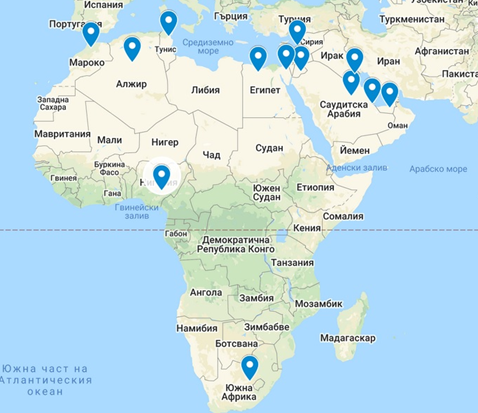 Испания
Гърция
Турция
Узбекистан
Туркменистан
Португалия
Средиземно
море
Сирия
Тунис
Афганистан
Мароко
Ирак
Иран
Алжир
Либия
Египет
Пакиста
Саудитска
Арабия
Западна
Сахара
Оман
Мавритания
Мали
Нигер
Чад
Судан
Йемен
Буркина
Фасо
Аденски залив
Арабско море
Гвинея
Гана
Южен
Судан
Етиопия
Гвинейски
залив
Сомалия
Габон
Кения
Демократична
Република Конго
Танзания
Ангола
Замбия
Мозамбик
Намибия
Зимбабве
Ботсвана
Мадагаскар
Южна част на
Атлантическия
океан
Южна
Африка